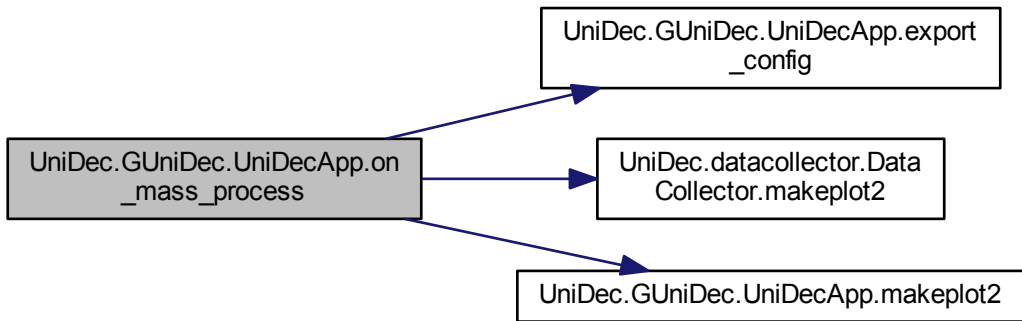 UniDec.GUniDec.UniDecApp.export
_config
UniDec.GUniDec.UniDecApp.on
_mass_process
UniDec.datacollector.Data
Collector.makeplot2
UniDec.GUniDec.UniDecApp.makeplot2